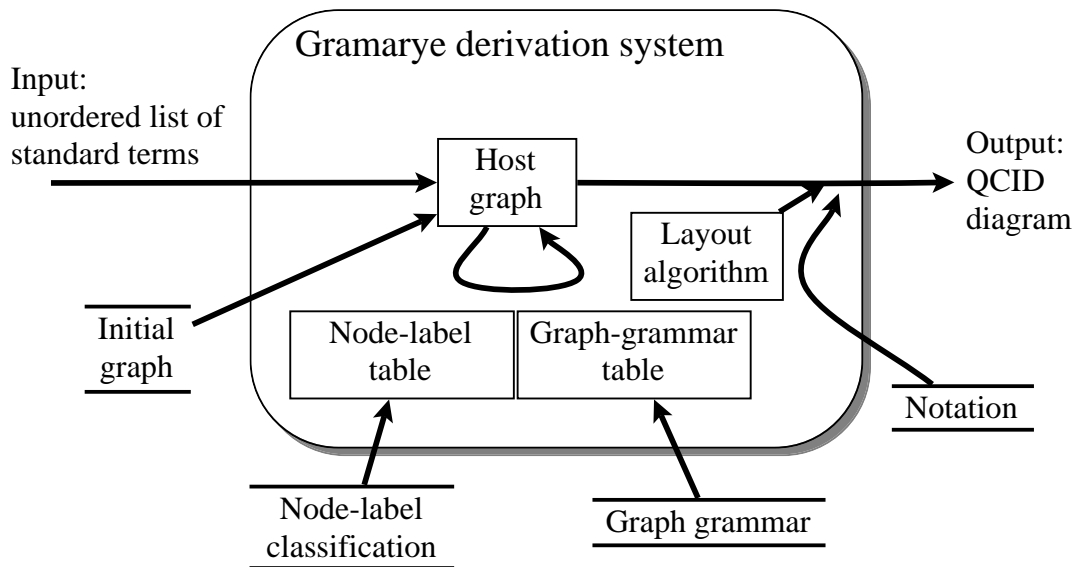 Gramarye derivation system
Input:
unordered list of
standard terms
Host
graph
Output:
QCID
diagram
Layout
algorithm
Initial
graph
Node-label
table
Graph-grammar
table
Notation
Node-label
classification
Graph grammar